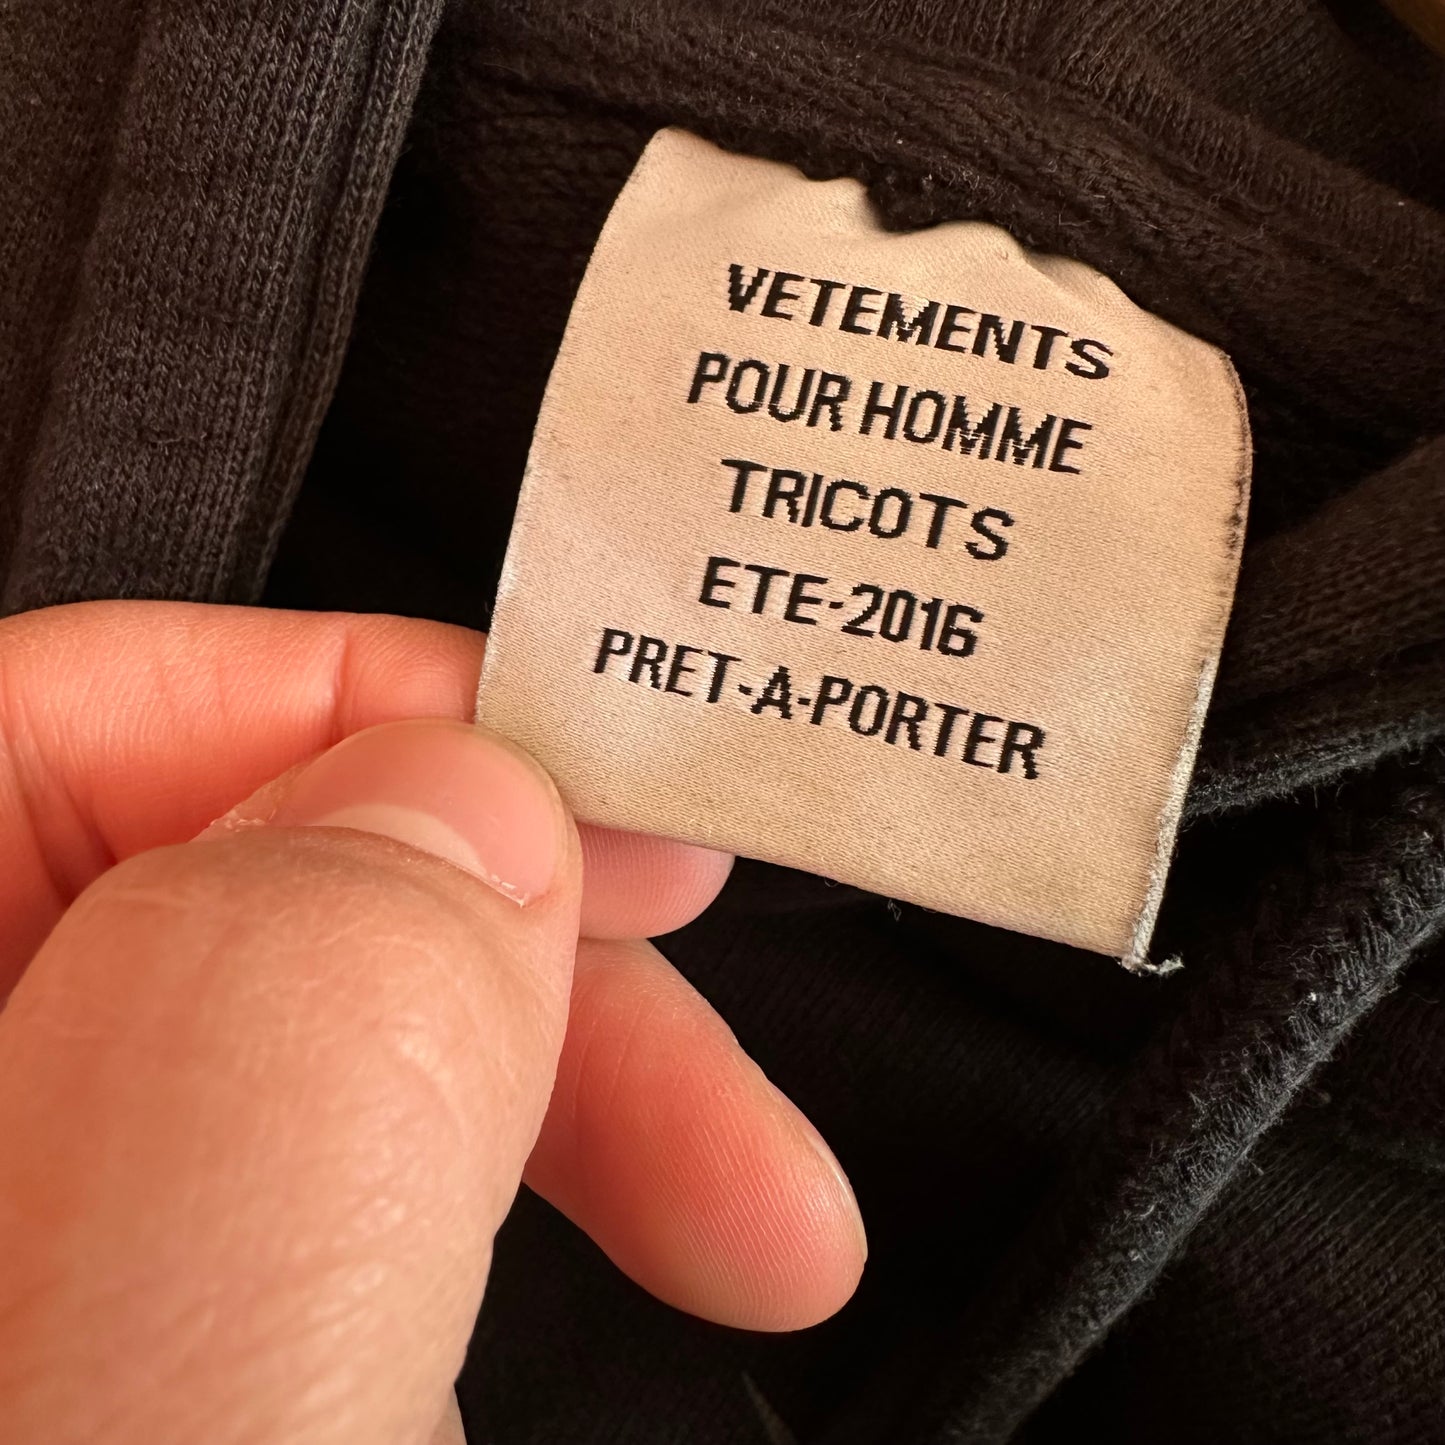 VETEMENTS
POUR HOMME
TRICOTS
ETE-2016
PRET-A-PORTER